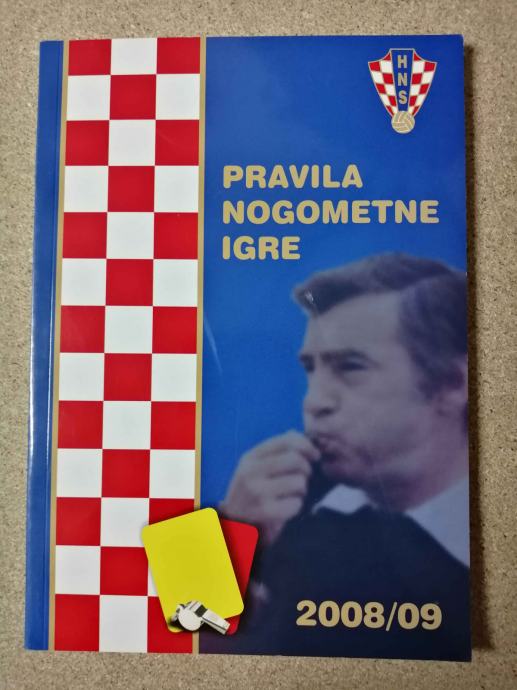 HNS
PRAVILA
NOGOMETNE
IGRE
2008/09